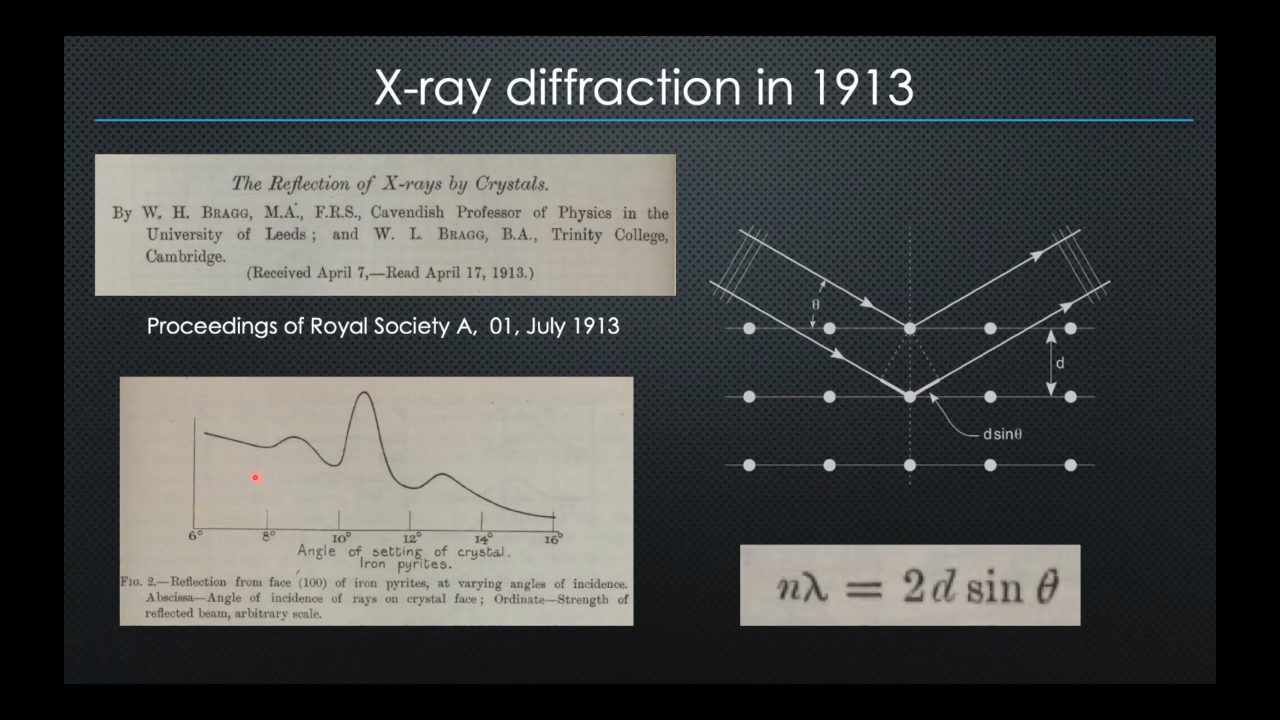 X-ray diffraction in 1913
The Reflection of X-rays by Crystals.
By W. H. BRAGG, M.A., F.R.S., Cavendish Professor of Physics in the
University of Leeds; and W. L. BRAGG, B.A., Trinity College,
Cambridge.
(Received April 7,—Read April 17, 1913.)
Proceedings of Royal Society A, 01, July 1913
6° 8° 10° 12° 14° 16°
Angle of setting of crystal.
Iron pyrites.
FIG. 2.—Reflection from face (100) of iron pyrites, at varying angles of incidence.
Abscissa—Angle of incidence of rays on crystal face; Ordinate—Strength of
reflected beam, arbitrary scale.
θ
d
dsinθ
nλ = 2d sin θ